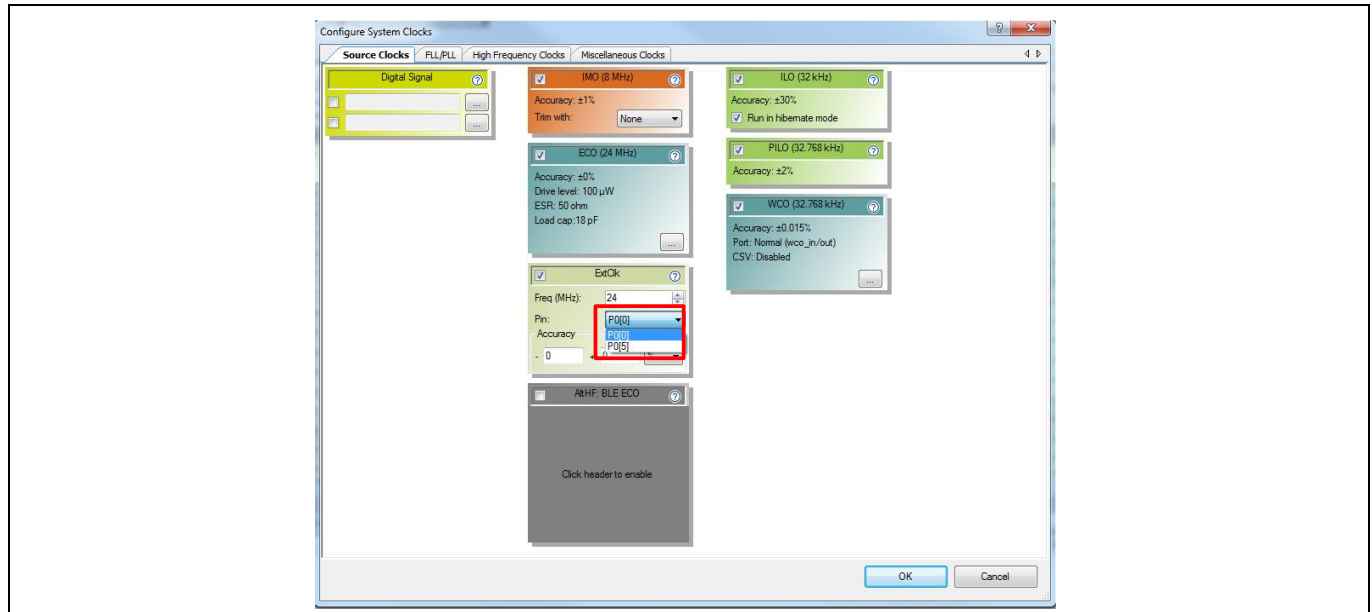 Configure System Clocks
Source Clocks FLL/PLL High Frequency Clocks Miscellaneous Clocks
Digital Signal
...
...
IMO (8 MHz)
Accuracy: ±1%
Trim with: None
ECO (24 MHz)
Accuracy: ±0%
Drive level: 100 µW
ESR: 50 ohm
Load cap:18 pF
...
ExtClk
Freq (MHz): 24
Pin: P0[0]
P0[0]
Accuracy
P0[5]
- 0 +
AltHF: BLE ECO
Click header to enable
ILO (32 kHz)
Accuracy: ±30%
Run in hibernate mode
PILO (32.768 kHz)
Accuracy: ±2%
WCO (32.768 kHz)
Accuracy: ±0.015%
Port: Normal (wco_in/out)
CSV: Disabled
...
OK Cancel